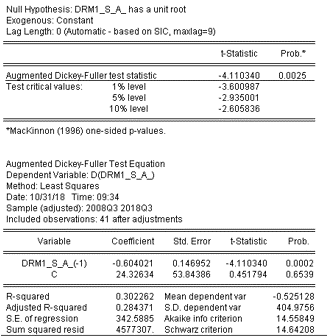 Null Hypothesis: DRM1_S_A_ has a unit root
Exogenous: Constant
Lag Length: 0 (Automatic - based on SIC, maxlag=9)
t-Statistic Prob.*
Augmented Dickey-Fuller test statistic -4.110340 0.0025
Test critical values: 1% level -3.600987
5% level -2.935001
10% level -2.605836
*MacKinnon (1996) one-sided p-values.
Augmented Dickey-Fuller Test Equation
Dependent Variable: D(DRM1_S_A_)
Method: Least Squares
Date: 10/31/18 Time: 09:34
Sample (adjusted): 2008Q3 2018Q3
Included observations: 41 after adjustments
Variable Coefficient Std. Error t-Statistic Prob.
DRM1_S_A_(-1) -0.604021 0.146952 -4.110340 0.0002
C 24.32634 53.84386 0.451794 0.6539
R-squared 0.302262 Mean dependent var -0.525128
Adjusted R-squared 0.284371 S.D. dependent var 404.9756
S.E. of regression 342.5885 Akaike info criterion 14.55849
Sum squared resid 4577307. Schwarz criterion 14.64208